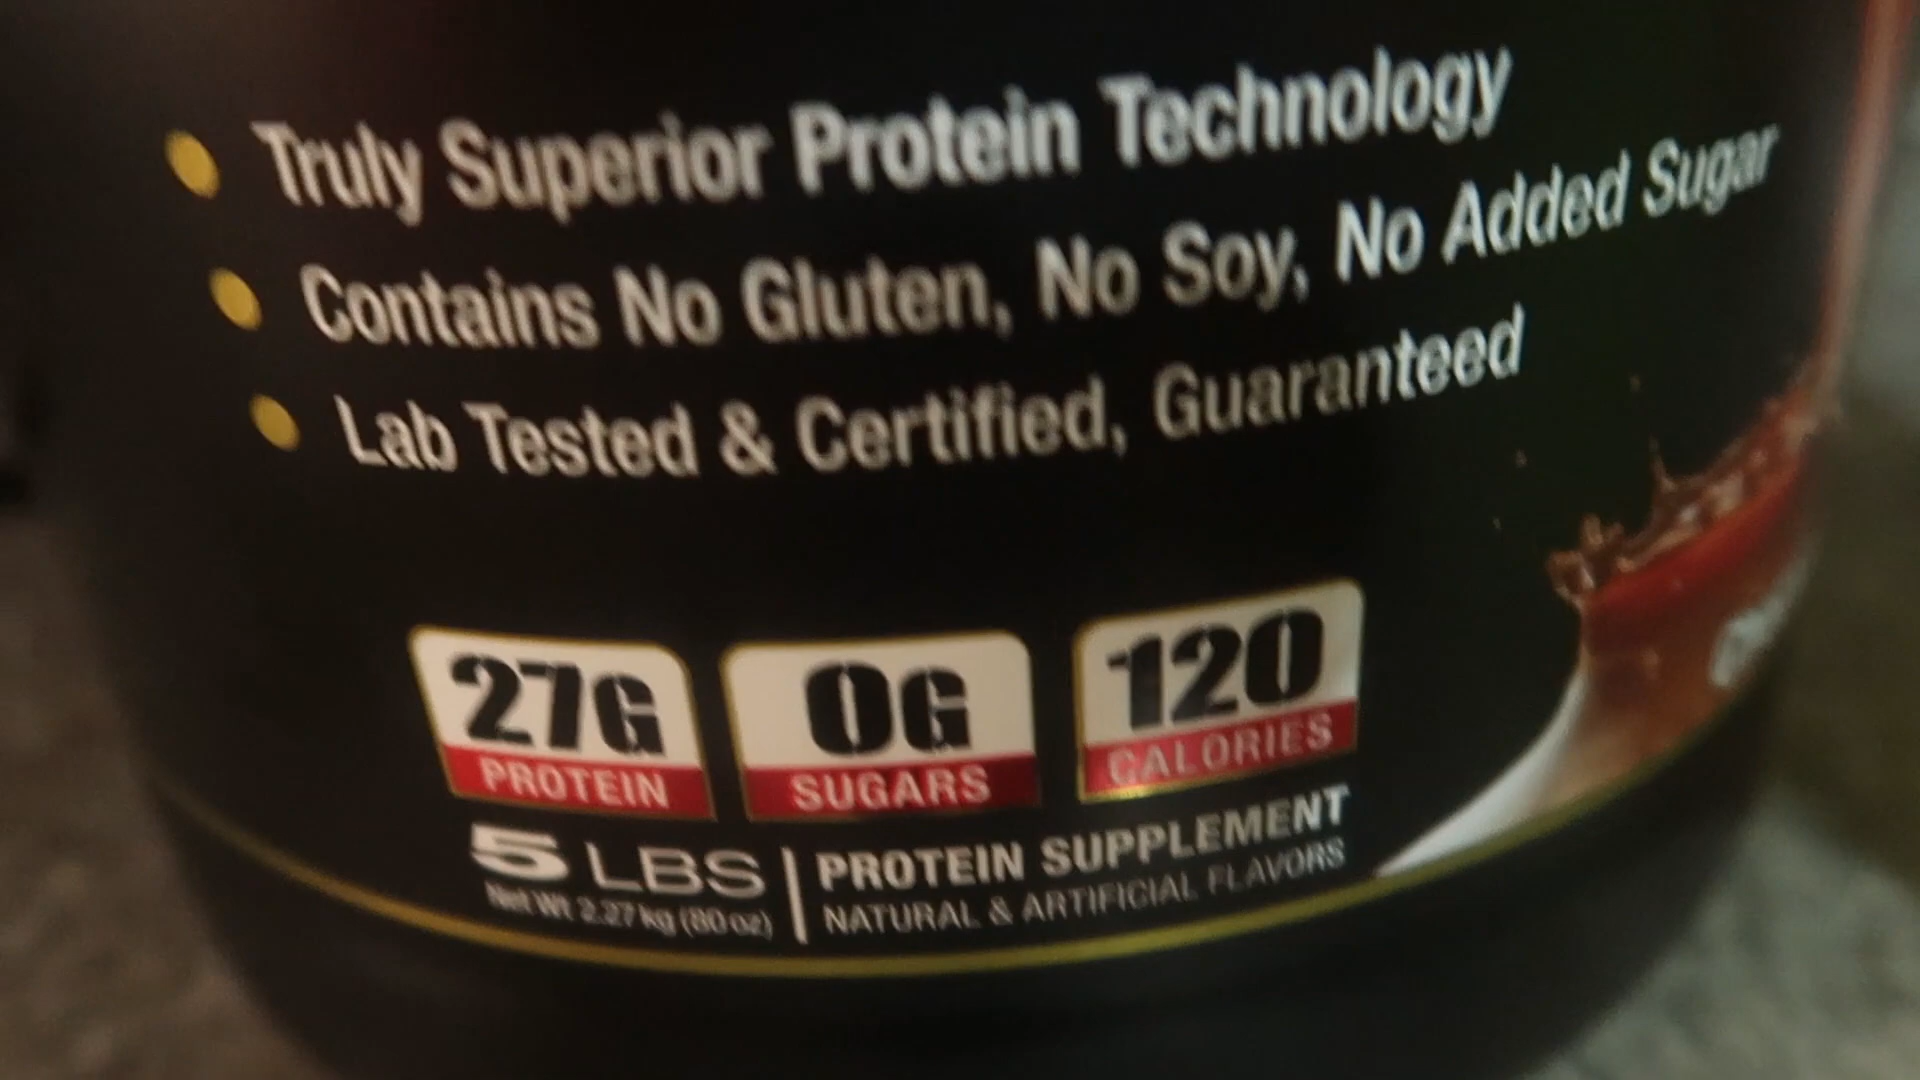 Truly Superior Protein Technology
Contains No Gluten, No Soy, No Added Sugar
Lab Tested & Certified, Guaranteed
27G
PROTEIN
0G
SUGARS
120
CALORIES
5 LBS
Net Wt 2.27 kg (80 oz)
PROTEIN SUPPLEMENT
NATURAL & ARTIFICIAL FLAVORS